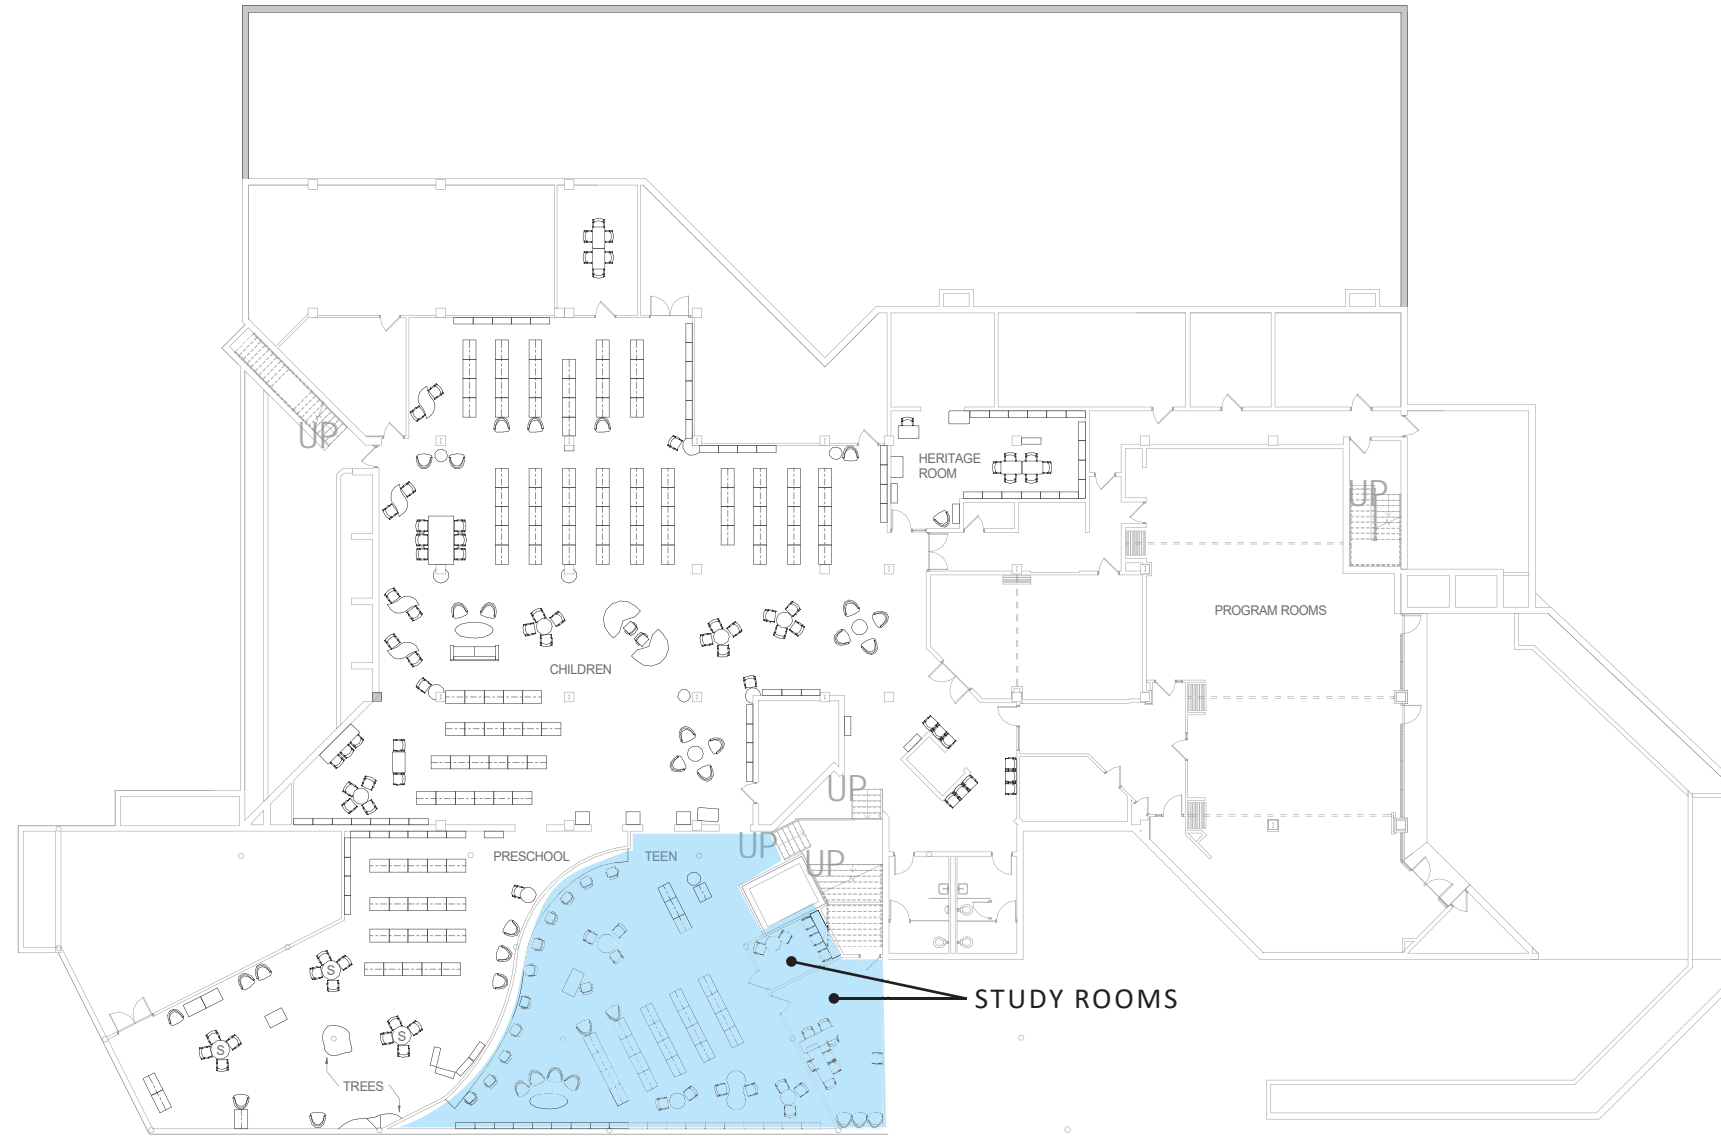 UP
HERITAGE
ROOM
UP
PROGRAM ROOMS
CHILDREN
UP
UP
UP
PRESCHOOL
TEEN
S
S
S
STUDY ROOMS
TREES